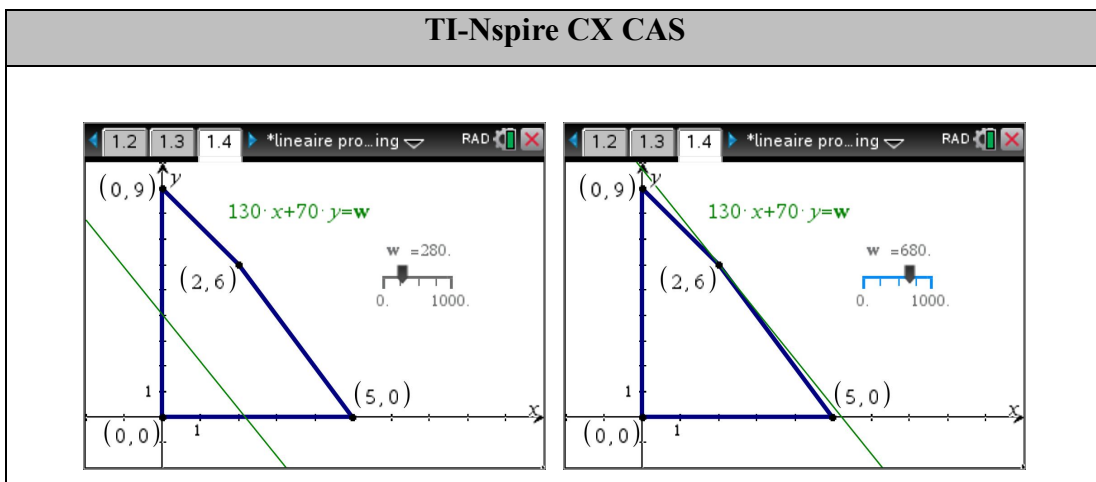 TI-Nspire CX CAS
1.2 1.3 1.4 *lineaire pro...ing RAD
(0,9) y
130·x+70·y=w
w =280.
(2,6)
0. 1000.
1
(5,0)
x
(0,0) 1
1.2 1.3 1.4 *lineaire pro...ing RAD
(0,9) y
130·x+70·y=w
w =680.
(2,6)
0. 1000.
1
(5,0)
x
(0,0) 1